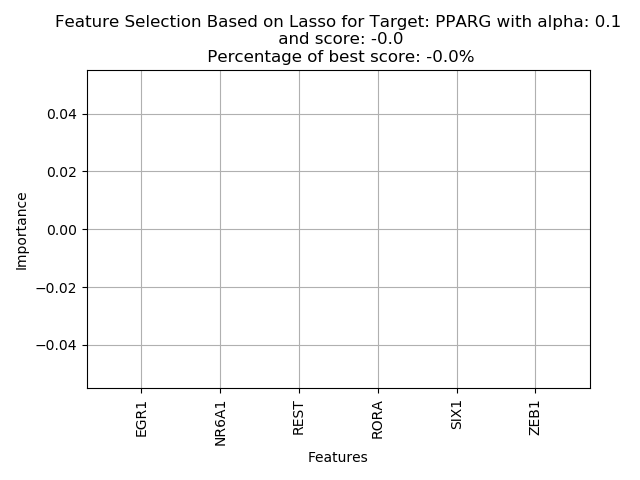 Feature Selection Based on Lasso for Target: PPARG with alpha: 0.1
and score: -0.0
Percentage of best score: -0.0%
0.04
0.02
0.00
−0.02
−0.04
Importance
EGR1
NR6A1
REST
RORA
SIX1
ZEB1
Features